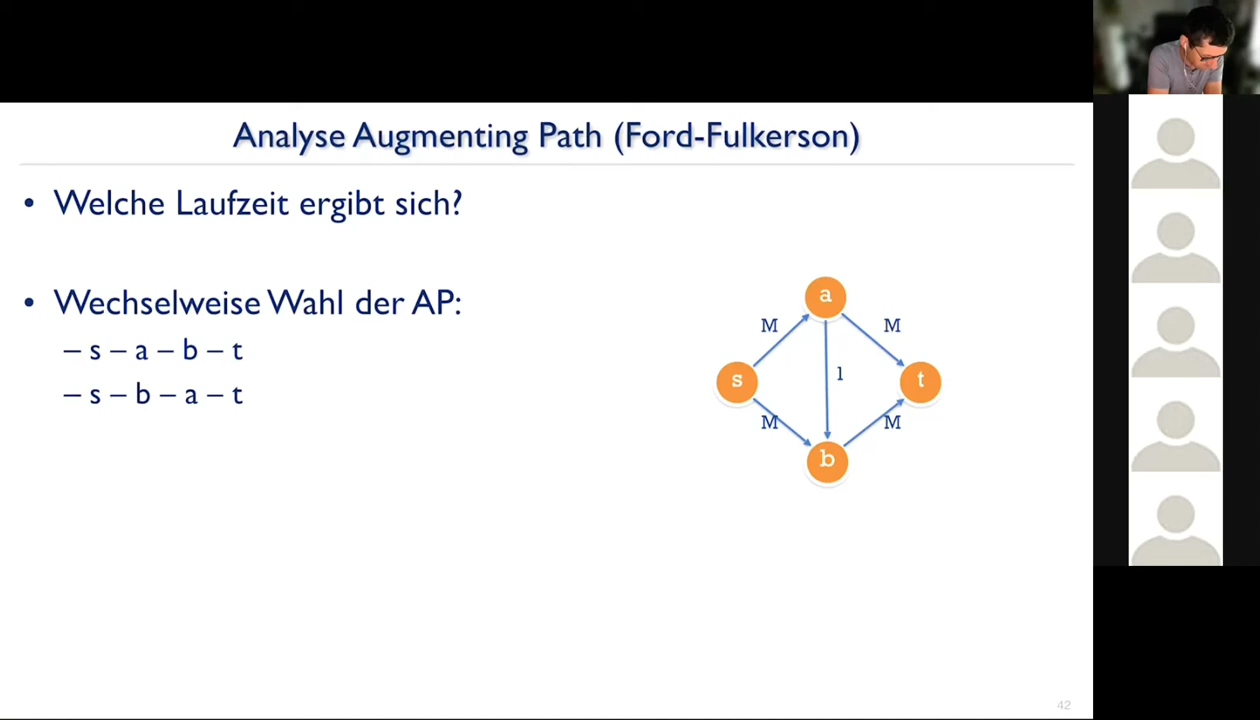 Analyse Augmenting Path (Ford-Fulkerson)
• Welche Laufzeit ergibt sich?
• Wechselweise Wahl der AP:
– s – a – b – t
– s – b – a – t
a
M
M
s
1
t
M
M
b
42